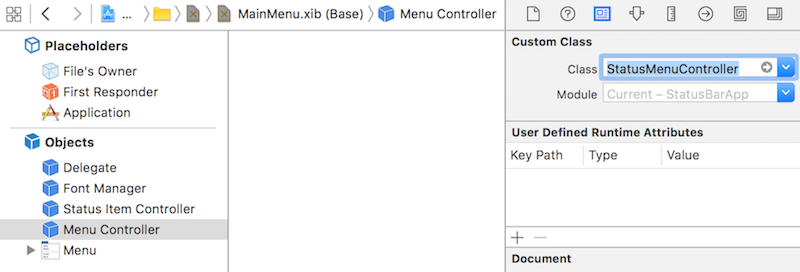 ... MainMenu.xib (Base) Menu Controller
Placeholders
File's Owner
First Responder
Application
Objects
Delegate
Font Manager
Status Item Controller
Menu Controller
Menu
Custom Class
Class StatusMenuController
Module Current – StatusBarApp
User Defined Runtime Attributes
Key Path Type Value
Document